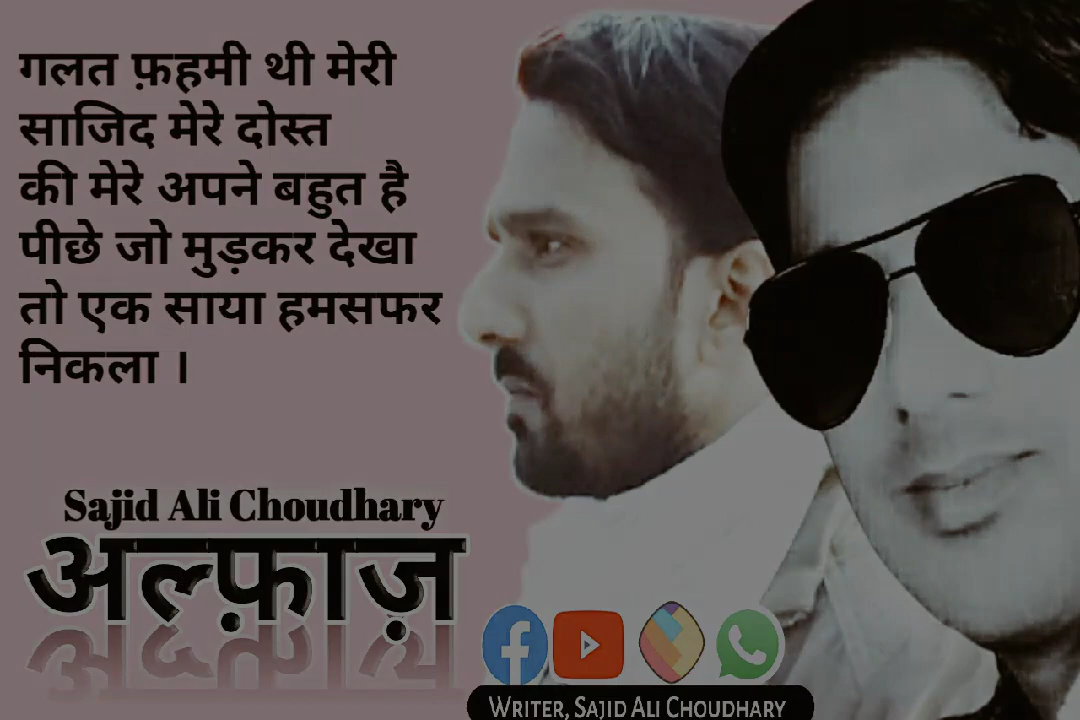 गलत फ़हमी थी मेरी
साजिद मेरे दोस्त
की मेरे अपने बहुत है
पीछे जो मुड़कर देखा
तो एक साया हमसफर
निकला ।
Sajid Ali Choudhary
अल्फ़ाज़
WRITER, SAJID ALI CHOUDHARY